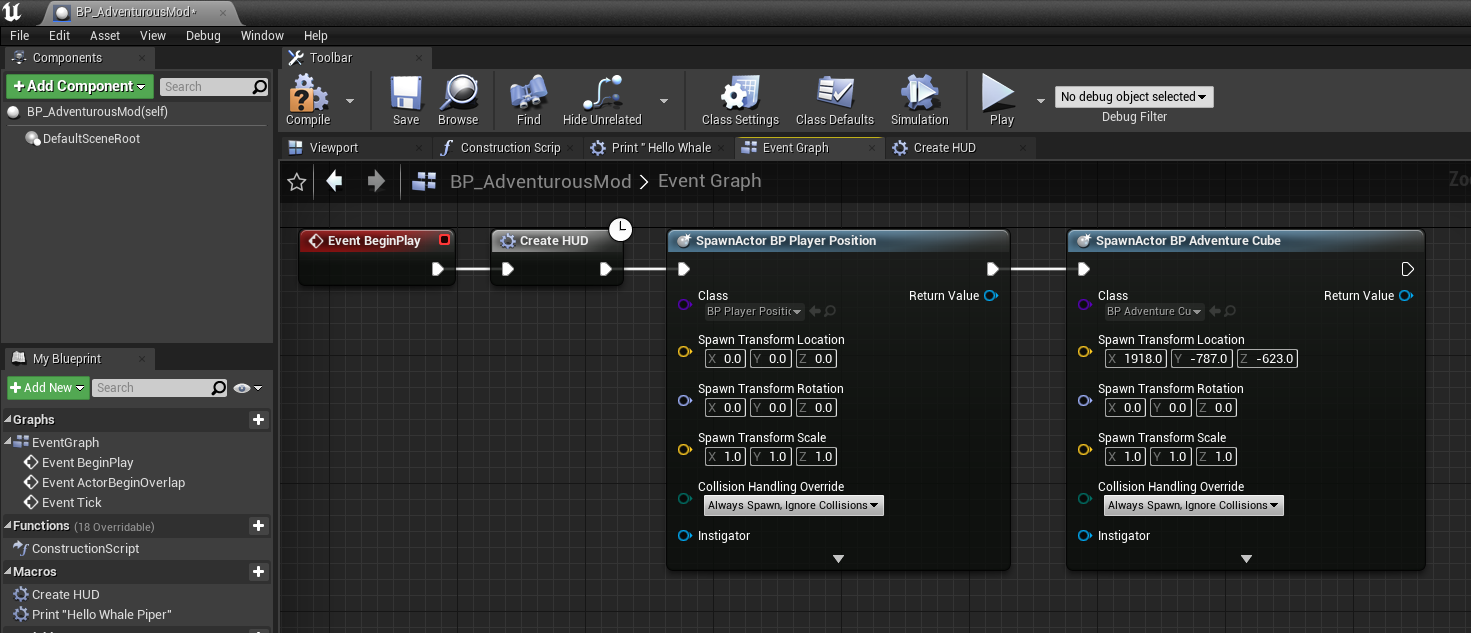 BP_AdventurousMod*
File Edit Asset View Debug Window Help
Components
Add Component
Search
BP_AdventurousMod(self)
DefaultSceneRoot
Toolbar
Compile
Save
Browse
Find
Hide Unrelated
Class Settings
Class Defaults
Simulation
Play
No debug object selected
Debug Filter
Viewport
Construction Scrip
Print " Hello Whale
Event Graph
Create HUD
BP_AdventurousMod > Event Graph
Event BeginPlay
Create HUD
SpawnActor BP Player Position
Class
Return Value
BP Player Positic
Spawn Transform Location
X 0.0 Y 0.0 Z 0.0
Spawn Transform Rotation
X 0.0 Y 0.0 Z 0.0
Spawn Transform Scale
X 1.0 Y 1.0 Z 1.0
Collision Handling Override
Always Spawn, Ignore Collisions
Instigator
SpawnActor BP Adventure Cube
Class
Return Value
BP Adventure Cu
Spawn Transform Location
X 1918.0 Y -787.0 Z -623.0
Spawn Transform Rotation
X 0.0 Y 0.0 Z 0.0
Spawn Transform Scale
X 1.0 Y 1.0 Z 1.0
Collision Handling Override
Always Spawn, Ignore Collisions
Instigator
My Blueprint
Add New
Search
Graphs
EventGraph
Event BeginPlay
Event ActorBeginOverlap
Event Tick
Functions (18 Overridable)
ConstructionScript
Macros
Create HUD
Print "Hello Whale Piper"